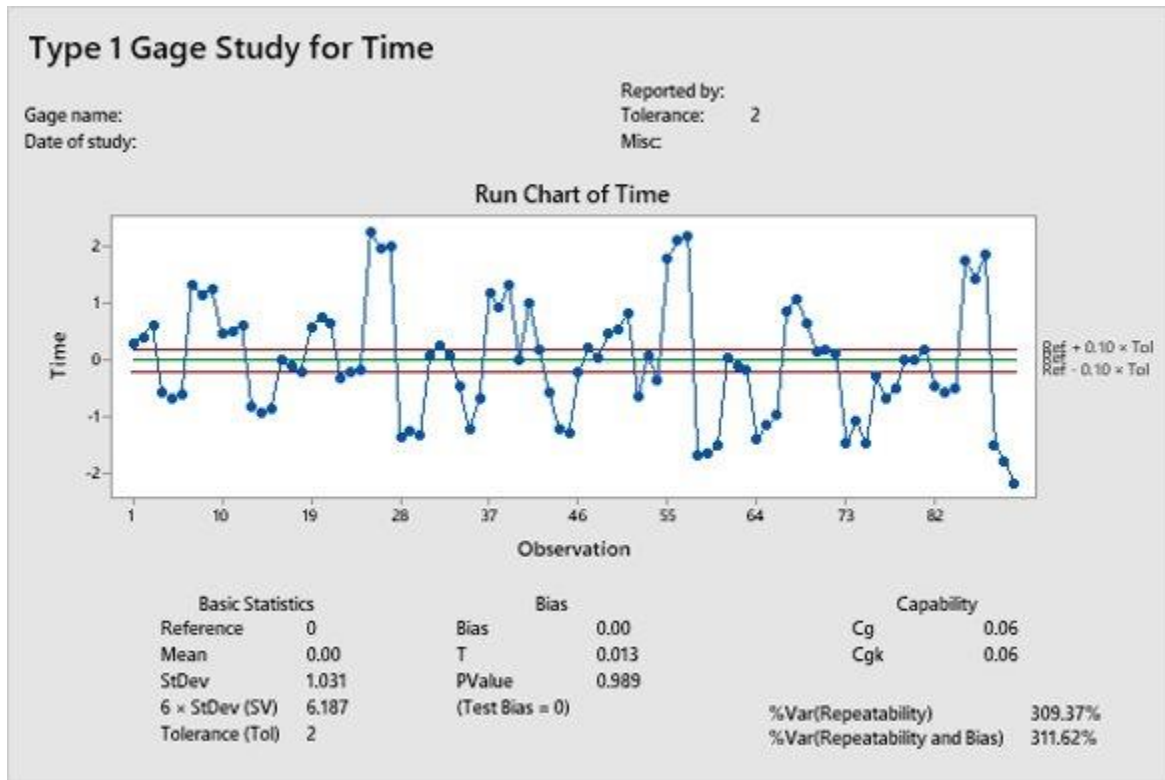 Type 1 Gage Study for Time
Reported by:
Gage name:
Tolerance: 2
Date of study:
Misc:
Run Chart of Time
2
1
0
-1
-2
Time
Ref + 0.10 × Tol
Ref
Ref - 0.10 × Tol
1 10 19 28 37 46 55 64 73 82
Observation
Basic Statistics
Reference 0
Mean 0.00
StDev 1.031
6 × StDev (SV) 6.187
Tolerance (Tol) 2
Bias
Bias 0.00
T 0.013
PValue 0.989
(Test Bias = 0)
Capability
Cg 0.06
Cgk 0.06
%Var(Repeatability) 309.37%
%Var(Repeatability and Bias) 311.62%